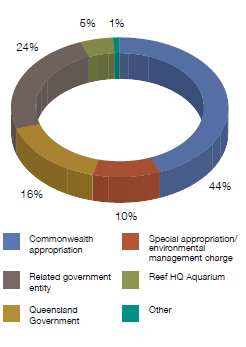 5% 1%
24%
16%
44%
10%
Commonwealth
appropriation
Special appropriation/
environmental
management charge
Related government
entity
Reef HQ Aquarium
Queensland
Government
Other